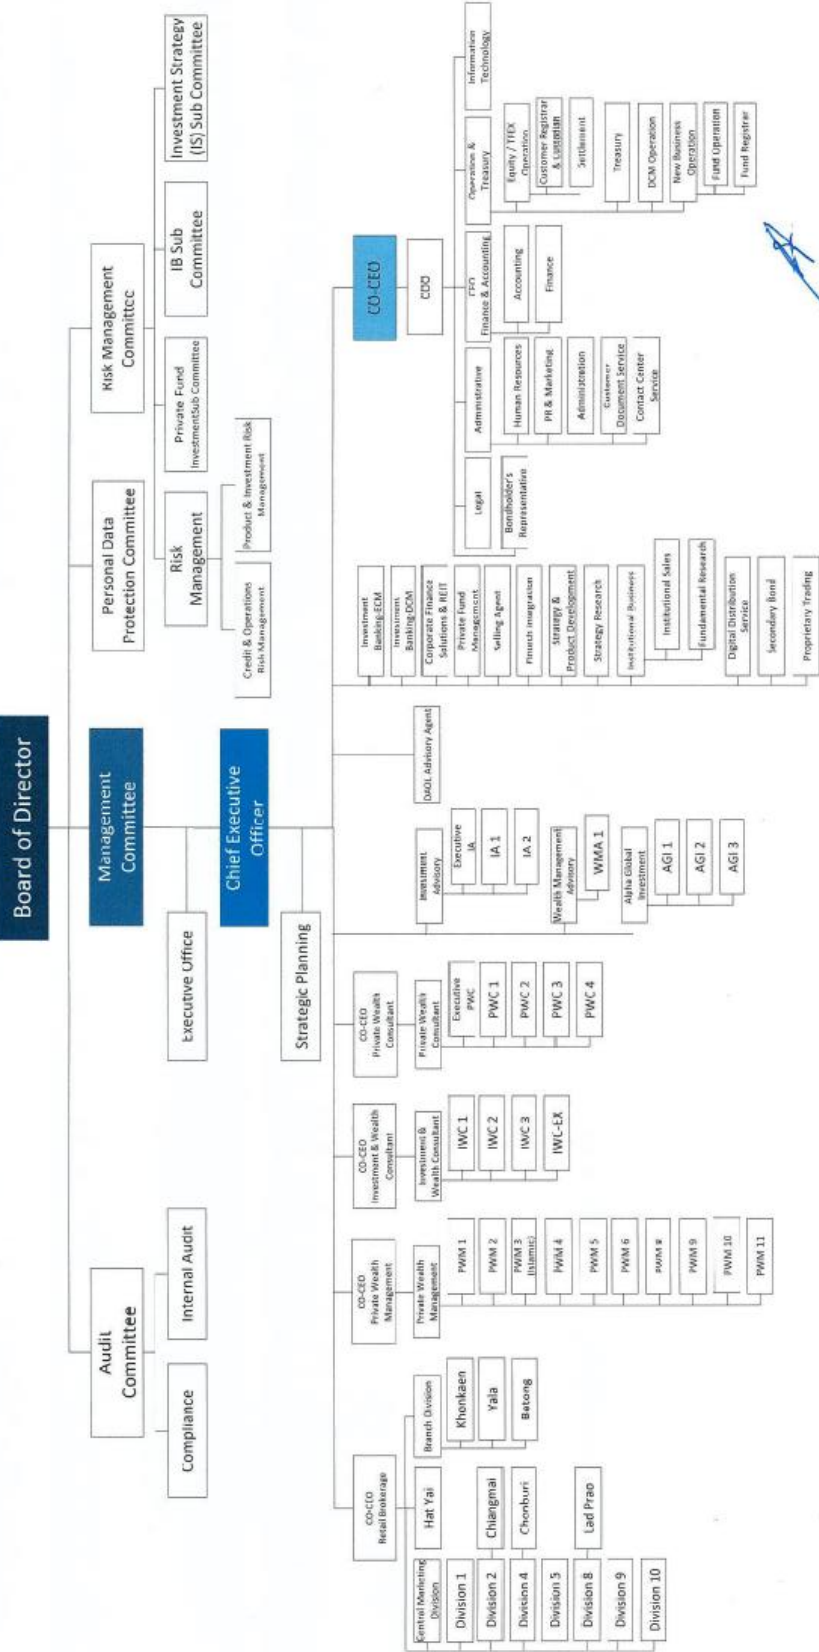 Board of Director
Audit
Committee
Management
Committee
Personal Data
Protection Committee
Risk Management
Committee
Compliance
Internal Audit
Executive Office
Risk
Management
Private Fund
InvestmentSub Committee
IB Sub
Committee
Investment Strategy
(IS) Sub Committee
Chief Executive
Officer
Credit & Operations
Risk Management
Product & Investment Risk
Management
Strategic Planning
CO-CEO
Retail Brokerage
CO-CEO
Private Wealth
Management
CO-CEO
Investment & Wealth
Consultant
CO-CEO
Private Wealth
Consultant
CO-CEO
COO
Central Marketing
Division
Division 1
Division 2
Division 4
Division 5
Division 8
Division 9
Division 10
Hat Yai
Chiangmai
Chonburi
Lad Prao
Branch Division
Khonkaen
Yala
Betong
Private Wealth
Management
PWM 1
PWM 2
PWM 3
(Islamic)
PWM 4
PWM 5
PWM 6
PWM 8
PWM 9
PWM 10
PWM 11
Investment &
Wealth Consultant
IWC 1
IWC 2
IWC 3
IWC-EX
Private Wealth
Consultant
Executive
PWC
PWC 1
PWC 2
PWC 3
PWC 4
Investment
Advisory
Executive
IA
IA 1
IA 2
Wealth Management
Advisory
WMA 1
Alpha Global
Investment
AGI 1
AGI 2
AGI 3
DAOL Advisory Agent
Investment
Banking-ECM
Investment
Banking-DCM
Corporate Finance
Solutions & REIT
Private Fund
Management
Selling Agent
Fintech Integration
Strategy &
Product Development
Strategy Research
Institutional Business
Institutional Sales
Fundamental Research
Digital Distribution
Service
Secondary Bond
Proprietary Trading
Legal
Bondholder's
Representative
Administrative
Human Resources
PR & Marketing
Administration
Customer
Document Service
Contact Center
Service
CFO
Finance & Accounting
Accounting
Finance
Operation &
Treasury
Equity / TFEX
Operation
Customer Registrar
& Custodian
Settlement
Treasury
DCM Operation
New Business
Operation
Fund Operation
Fund Registrar
Information
Technology